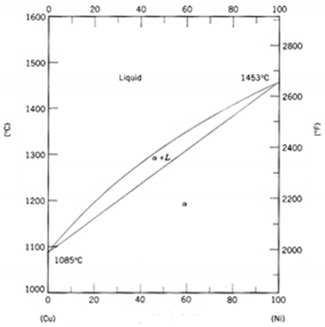 0 20 40 60 80 100
1600
1500
1400
1300
1200
1100
1000
(°C)
2800
2600
2400
2200
2000
(°F)
Liquid
1453°C
α+L
α
1085°C
0 20 40 60 80 100
(Cu) (Ni)